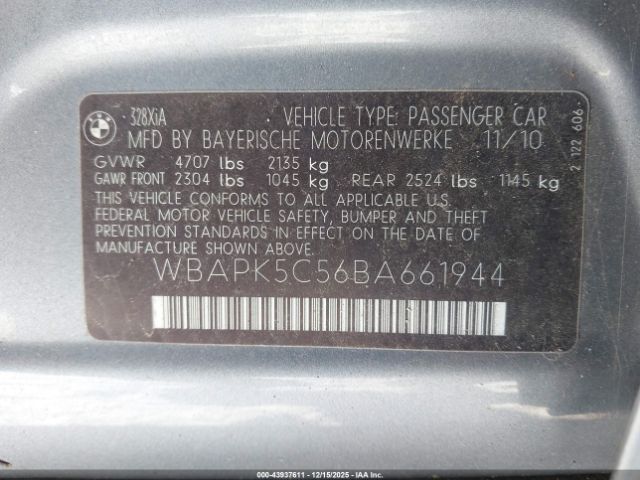 BMW
328XiA VEHICLE TYPE: PASSENGER CAR
MFD BY BAYERISCHE MOTORENWERKE 11/10
GVWR 4707 lbs 2135 kg
GAWR FRONT 2304 lbs 1045 kg REAR 2524 lbs 1145 kg
THIS VEHICLE CONFORMS TO ALL APPLICABLE U.S.
FEDERAL MOTOR VEHICLE SAFETY, BUMPER AND THEFT
PREVENTION STANDARDS IN EFFECT ON THE DATE OF
MANUFACTURE SHOWN ABOVE.
WBAPK5C56BA661944
2 122 606
000-43937611 - 12/15/2025 - IAA, Inc.